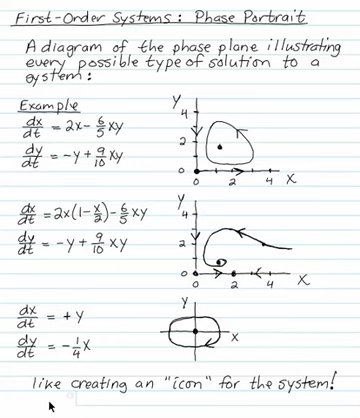 First-Order Systems: Phase Portrait
A diagram of the phase plane illustrating
every possible type of solution to a
system:
Example
dx/dt = 2x - 6/5 xy
dy/dt = -y + 9/10 xy
y
4
2
0
0 2 4 x
dx/dt = 2x(1 - x/2) - 6/5 xy
dy/dt = -y + 9/10 xy
y
4
2
0
0 2 4 x
dx/dt = +y
dy/dt = -1/4 x
y
x
like creating an "icon" for the system!